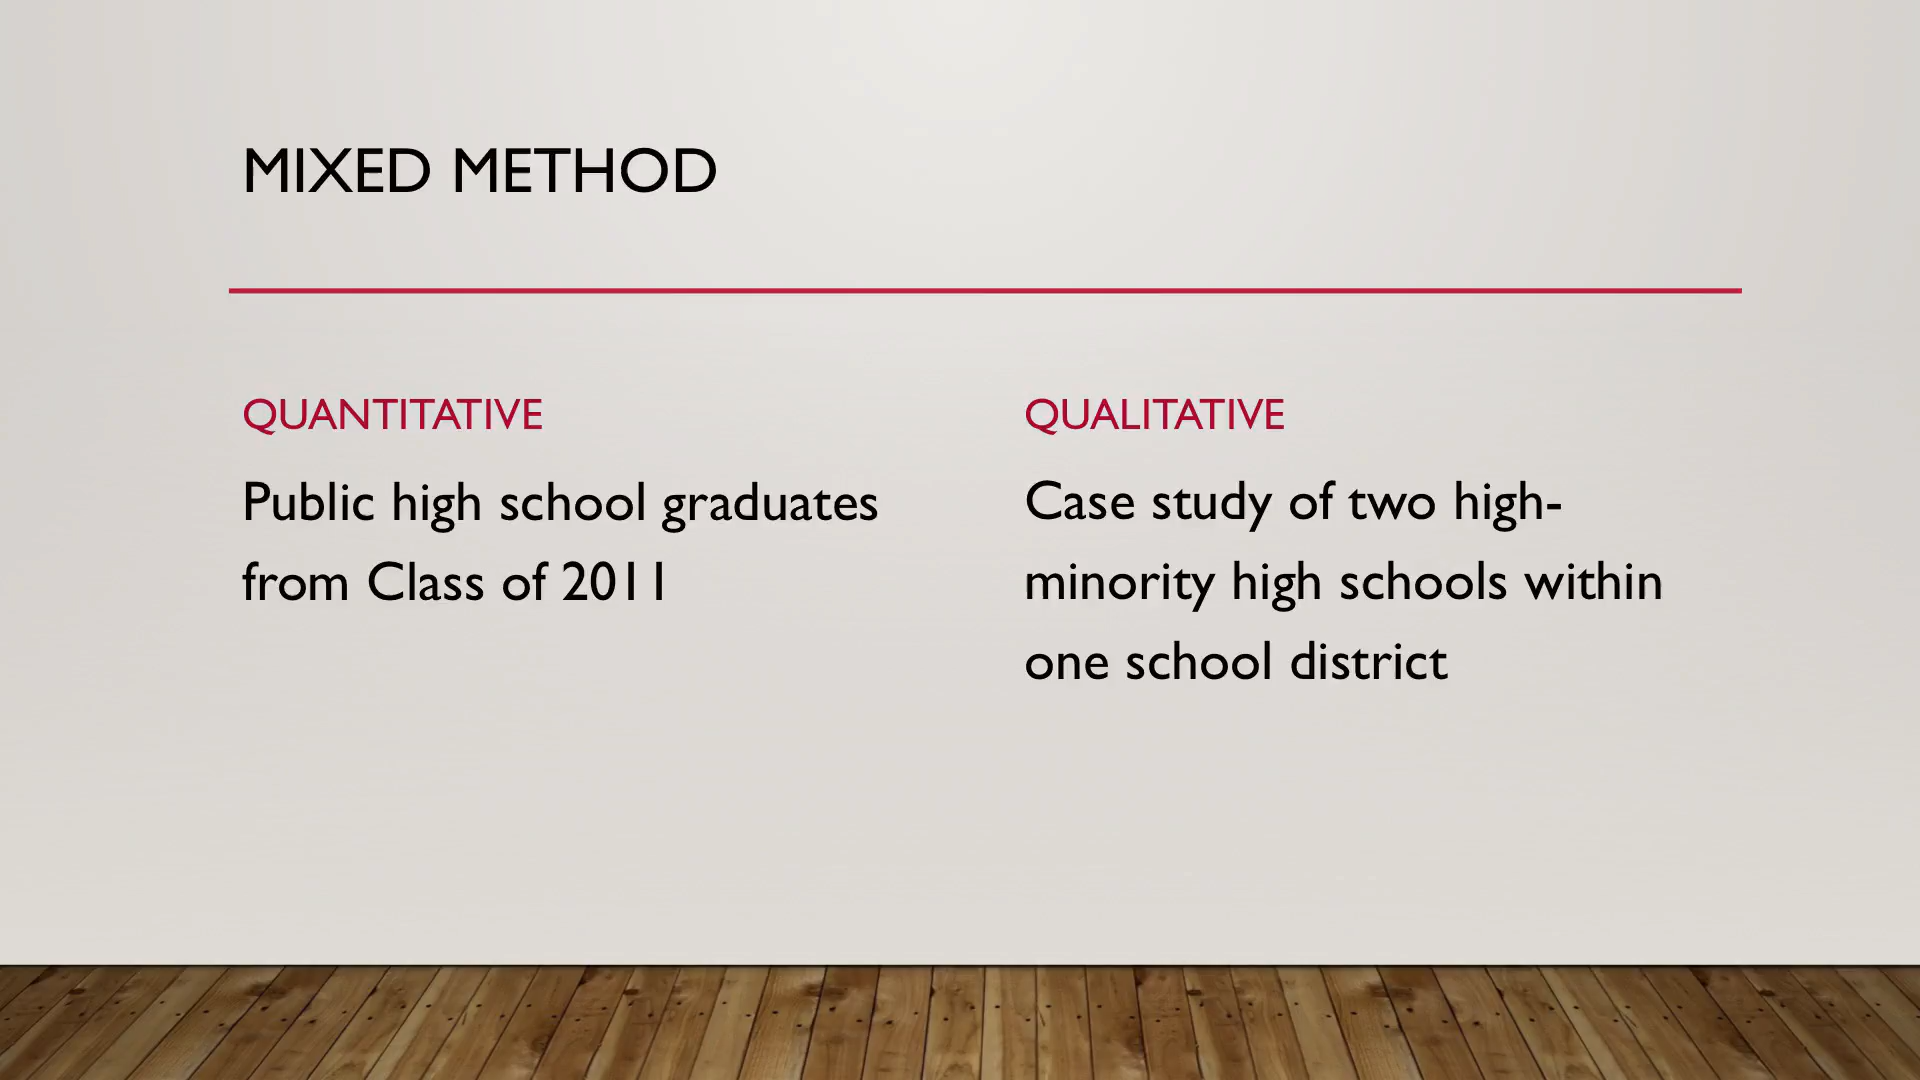 MIXED METHOD
QUANTITATIVE
Public high school graduates
from Class of 2011
QUALITATIVE
Case study of two high-
minority high schools within
one school district